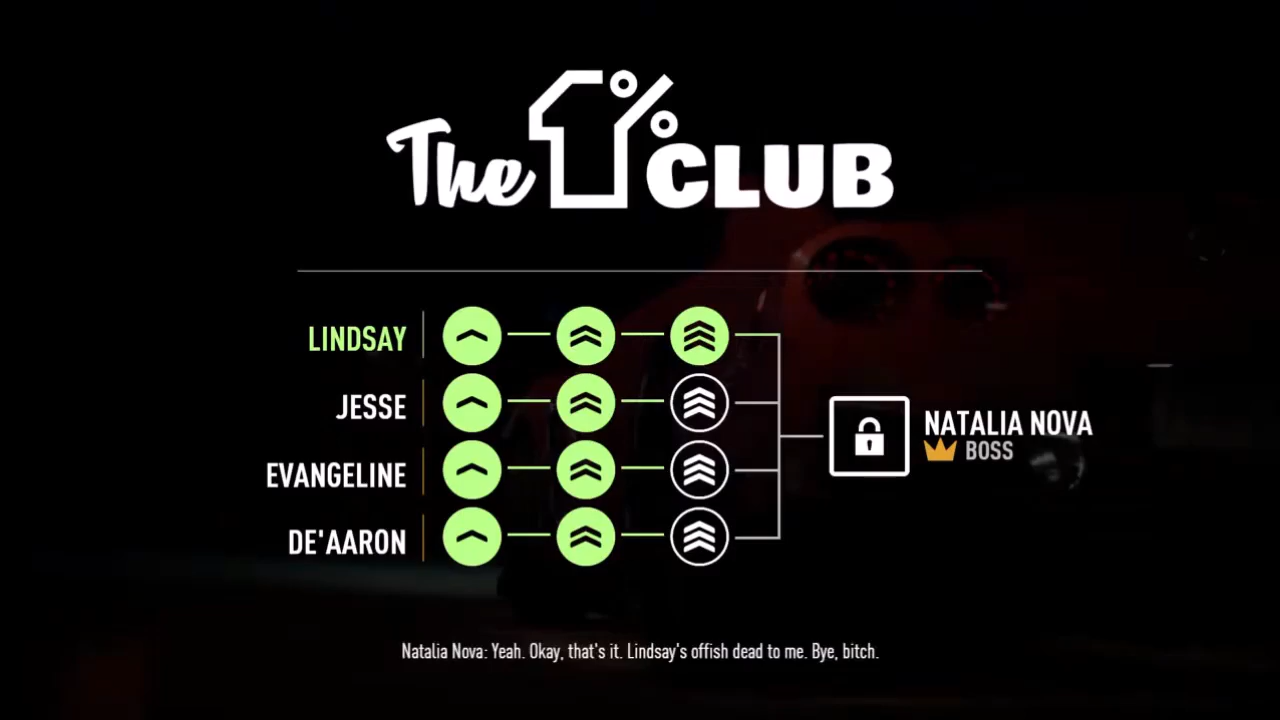 The 1% CLUB
LINDSAY
JESSE
EVANGELINE
DE'AARON
NATALIA NOVA
BOSS
Natalia Nova: Yeah. Okay, that's it. Lindsay's offish dead to me. Bye, bitch.